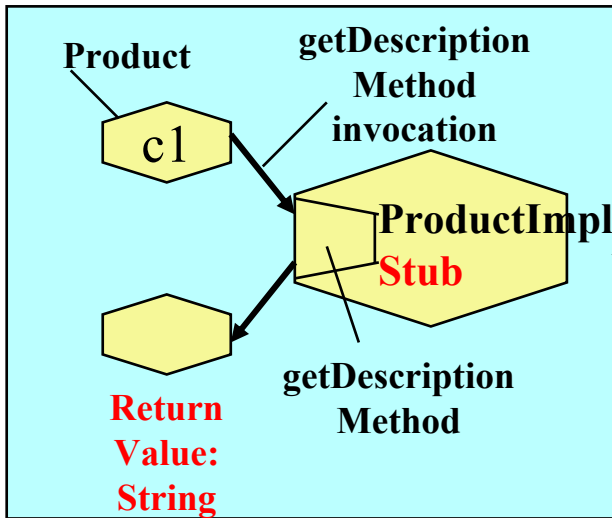 Product
getDescription
Method
invocation
c1
ProductImpl
Stub
getDescription
Method
Return
Value:
String